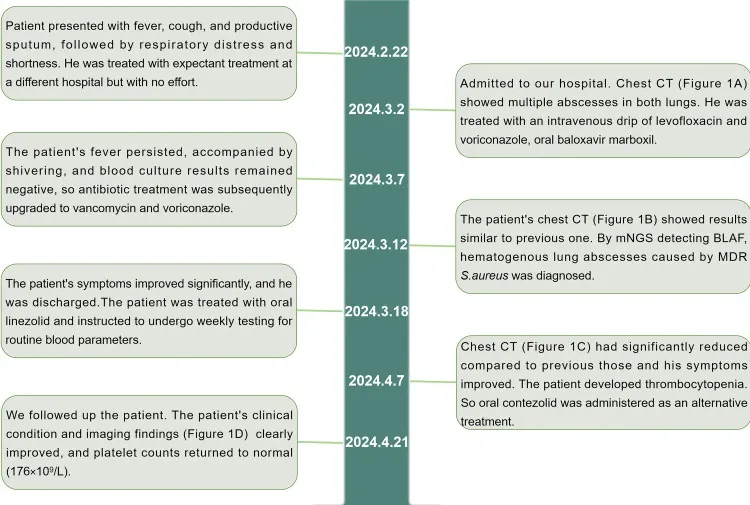 Patient presented with fever, cough, and productive
sputum, followed by respiratory distress and
shortness. He was treated with expectant treatment at
a different hospital but with no effort.
2024.2.22
Admitted to our hospital. Chest CT (Figure 1A)
showed multiple abscesses in both lungs. He was
treated with an intravenous drip of levofloxacin and
voriconazole, oral baloxavir marboxil.
2024.3.2
The patient's fever persisted, accompanied by
shivering, and blood culture results remained
negative, so antibiotic treatment was subsequently
upgraded to vancomycin and voriconazole.
2024.3.7
The patient's chest CT (Figure 1B) showed results
similar to previous one. By mNGS detecting BLAF,
hematogenous lung abscesses caused by MDR
S.aureus was diagnosed.
2024.3.12
The patient's symptoms improved significantly, and he
was discharged.The patient was treated with oral
linezolid and instructed to undergo weekly testing for
routine blood parameters.
2024.3.18
Chest CT (Figure 1C) had significantly reduced
compared to previous those and his symptoms
improved. The patient developed thrombocytopenia.
So oral contezolid was administered as an alternative
treatment.
2024.4.7
We followed up the patient. The patient's clinical
condition and imaging findings (Figure 1D) clearly
improved, and platelet counts returned to normal
(176×10⁹/L).
2024.4.21